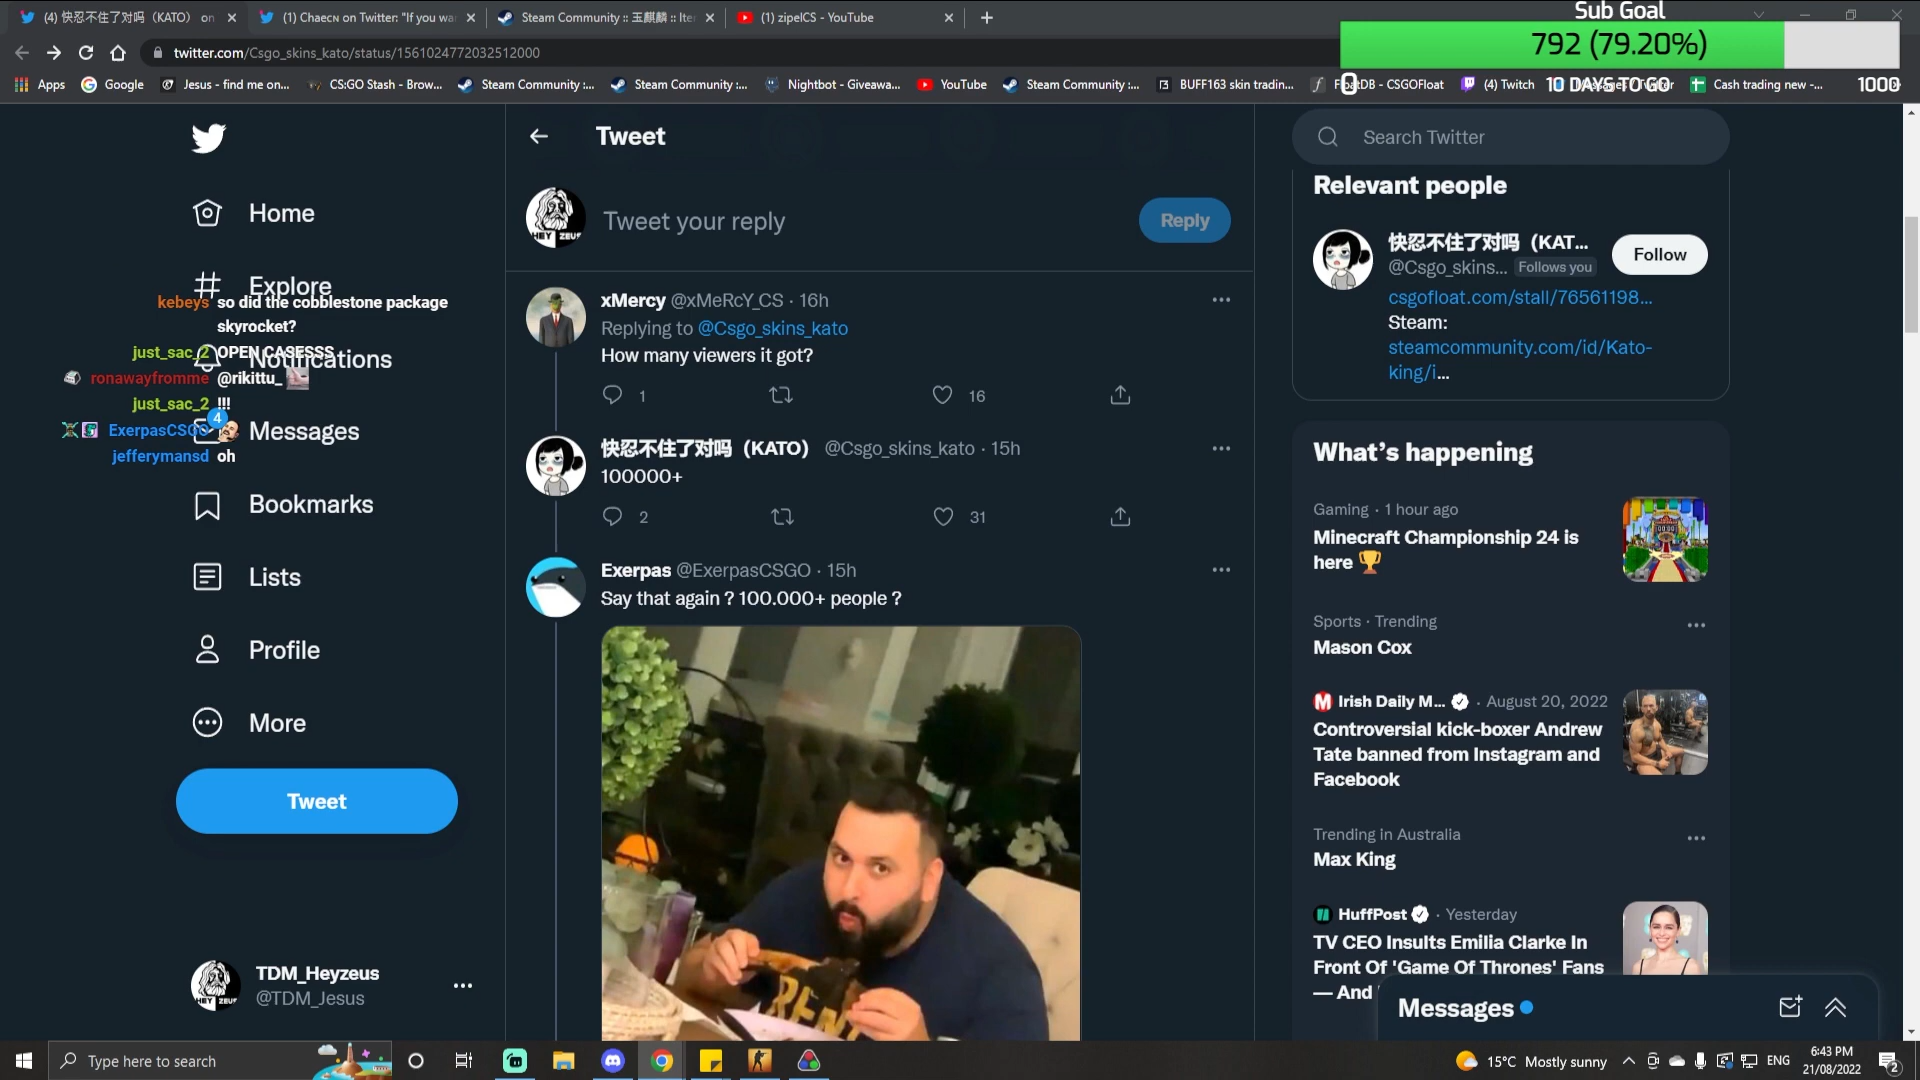 (4) 快忍不住了对吗（KATO） on
(1) Chaecн on Twitter: "If you wa
Steam Community :: 玉麒麟 :: Ite
(1) zipelCS - YouTube
Sub Goal
792 (79.20%)
0
10 DAYS TO GO
1000
twitter.com/Csgo_skins_kato/status/1561024772032512000
Apps
Google
Jesus - find me on...
CS:GO Stash - Brow...
Steam Community :...
Steam Community :...
Nightbot - Giveawa...
YouTube
Steam Community :...
BUFF163 skin tradin...
FloatDB - CSGOFloat
(4) Twitch
Cash trading new -...
Home
Explore
Notifications
Messages
4
Bookmarks
Lists
Profile
More
Tweet
TDM_Heyzeus
@TDM_Jesus
kebeys so did the cobblestone package
skyrocket?
just_sac_2 OPEN CASESSS
ronawayfromme @rikittu_
just_sac_2 !!!
ExerpasCSGO
jefferymansd oh
Tweet
HEY ZEUS
Tweet your reply
Reply
xMercy @xMeRcY_CS · 16h
Replying to @Csgo_skins_kato
How many viewers it got?
1
16
快忍不住了对吗（KATO） @Csgo_skins_kato · 15h
100000+
2
31
Exerpas @ExerpasCSGO · 15h
Say that again ? 100.000+ people ?
Search Twitter
Relevant people
快忍不住了对吗（KAT...
@Csgo_skins... Follows you
Follow
csgofloat.com/stall/76561198...
Steam:
steamcommunity.com/id/Kato-
king/i...
What's happening
Gaming · 1 hour ago
Minecraft Championship 24 is
here
Sports · Trending
Mason Cox
Irish Daily M... · August 20, 2022
Controversial kick-boxer Andrew
Tate banned from Instagram and
Facebook
Trending in Australia
Max King
HuffPost · Yesterday
TV CEO Insults Emilia Clarke In
Front Of 'Game Of Thrones' Fans
— And
Messages
Type here to search
15°C Mostly sunny
ENG
6:43 PM
21/08/2022
2